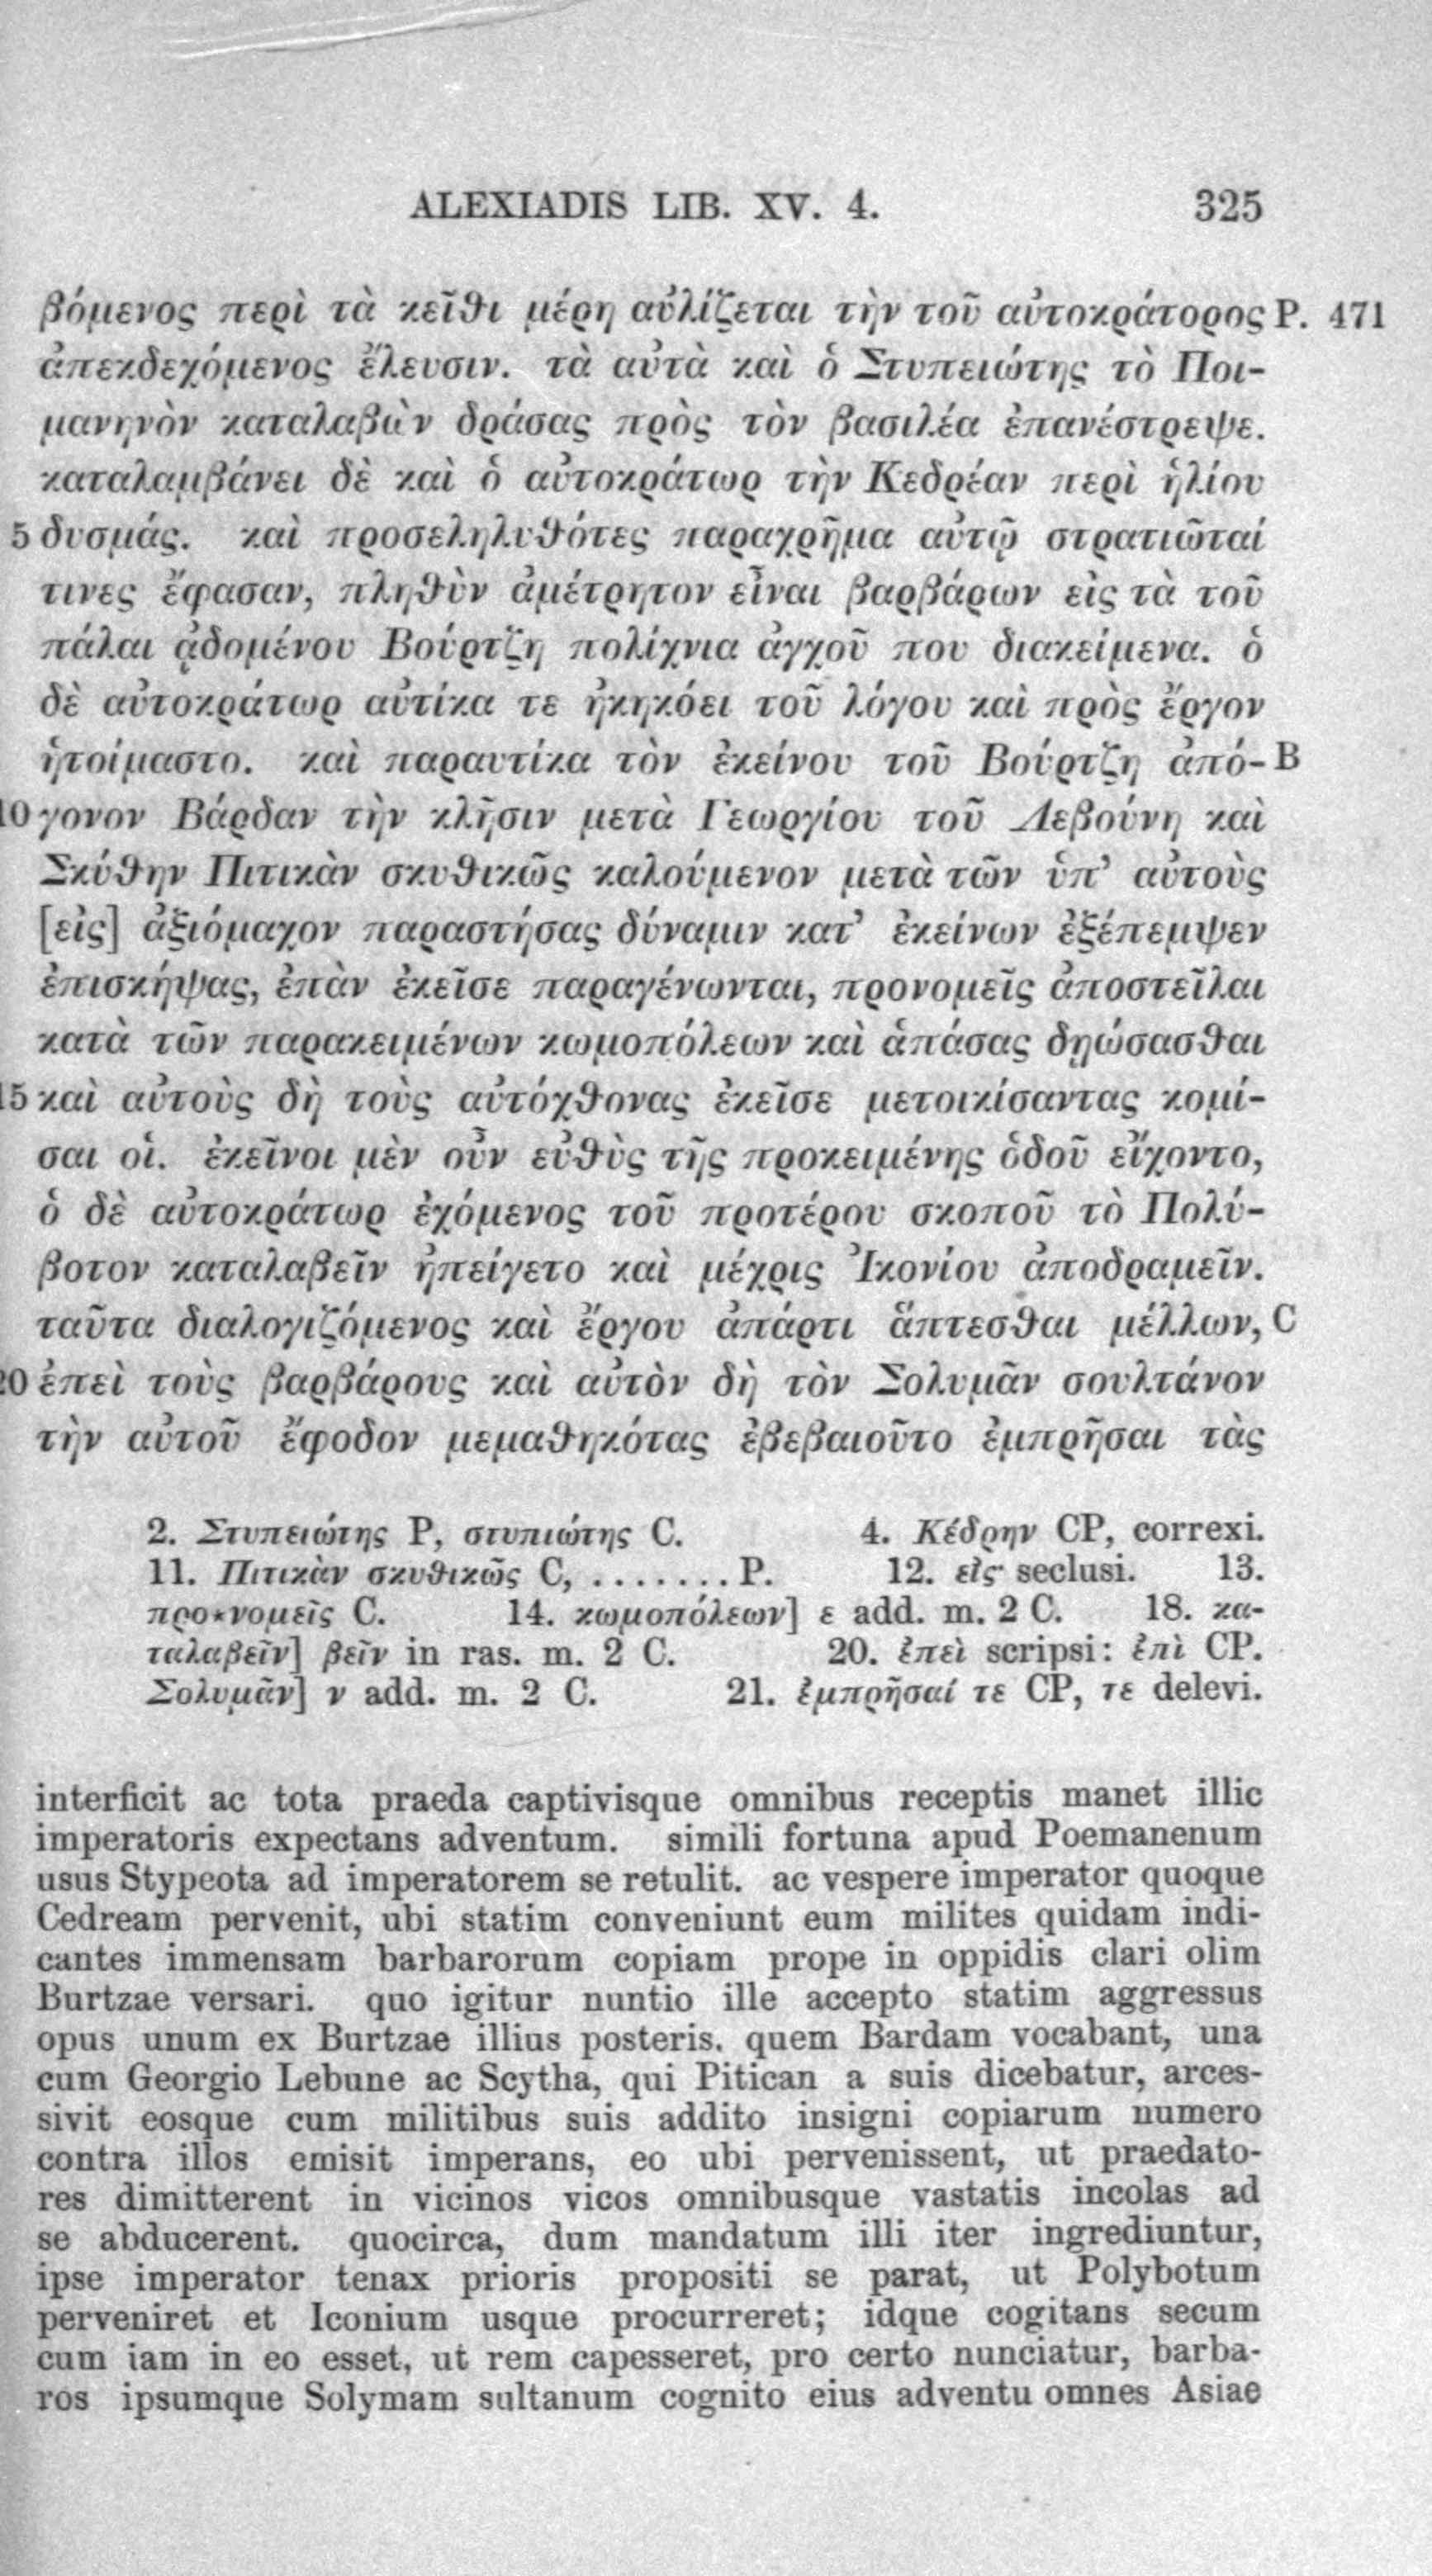 ALEXIADIS LIB. XV. 4. 325
βόμενος περὶ τὰ κεῖθι μέρη αὐλίζεται τὴν τοῦ αὐτοκράτορος P. 471
ἀπεκδεχόμενος ἔλευσιν. τὰ αὐτὰ καὶ ὁ Στυπειώτης τὸ Ποι-
μανηνὸν καταλαβὼν δράσας πρὸς τὸν βασιλέα ἐπανέστρεψε.
καταλαμβάνει δὲ καὶ ὁ αὐτοκράτωρ τὴν Κεδρέαν περὶ ἡλίου
5 δυσμάς. καὶ προσεληλυθότες παραχρῆμα αὐτῷ στρατιῶταί
τινες ἔφασαν, πληθὺν ἀμέτρητον εἶναι βαρβάρων εἰς τὰ τοῦ
πάλαι ᾀδομένου Βούρτζη πολίχνια ἀγχοῦ που διακείμενα. ὁ
δὲ αὐτοκράτωρ αὐτίκα τε ἠκηκόει τοῦ λόγου καὶ πρὸς ἔργον
ἡτοίμαστο. καὶ παραυτίκα τὸν ἐκείνου τοῦ Βούρτζη ἀπό- B
10 γονον Βάρδαν τὴν κλῆσιν μετὰ Γεωργίου τοῦ Λεβούνη καὶ
Σκύθην Πιτικὰν σκυθικῶς καλούμενον μετὰ τῶν ὑπ’ αὐτοὺς
[εἰς] ἀξιόμαχον παραστήσας δύναμιν κατ’ ἐκείνων ἐξέπεμψεν
ἐπισκήψας, ἐπὰν ἐκεῖσε παραγένωνται, προνομεῖς ἀποστεῖλαι
κατὰ τῶν παρακειμένων κωμοπόλεων καὶ ἁπάσας δῃώσασθαι
15 καὶ αὐτοὺς δὴ τοὺς αὐτόχθονας ἐκεῖσε μετοικίσαντας κομί-
σαι οἱ. ἐκεῖνοι μὲν οὖν εὐθὺς τῆς προκειμένης ὁδοῦ εἴχοντο,
ὁ δὲ αὐτοκράτωρ ἐχόμενος τοῦ προτέρου σκοποῦ τὸ Πολύ-
βοτον καταλαβεῖν ἠπείγετο καὶ μέχρις Ἰκονίου ἀποδραμεῖν.
ταῦτα διαλογιζόμενος καὶ ἔργου ἀπάρτι ἅπτεσθαι μέλλων, C
20 ἐπεὶ τοὺς βαρβάρους καὶ αὐτὸν δὴ τὸν Σολυμᾶν σουλτάνον
τὴν αὐτοῦ ἔφοδον μεμαθηκότας ἐβεβαιοῦτο ἐμπρῆσαι τὰς
2. Στυπειώτης P, στυπιώτης C. 4. Κέδρην CP, correxi.
11. Πιτικὰν σκυθικῶς C, ....... P. 12. εἰς seclusi. 13.
προ*νομεῖς C. 14. κωμοπόλεων] ε add. m. 2 C. 18. κα-
ταλαβεῖν] βεῖν in ras. m. 2 C. 20. ἐπεὶ scripsi: ἐπὶ CP.
Σολυμᾶν] ν add. m. 2 C. 21. ἐμπρῆσαί τε CP, τε delevi.
interficit ac tota praeda captivisque omnibus receptis manet illic
imperatoris expectans adventum. simili fortuna apud Poemanenum
usus Stypeota ad imperatorem se retulit. ac vespere imperator quoque
Cedream pervenit, ubi statim conveniunt eum milites quidam indi-
cantes immensam barbarorum copiam prope in oppidis clari olim
Burtzae versari. quo igitur nuntio ille accepto statim aggressus
opus unum ex Burtzae illius posteris. quem Bardam vocabant, una
cum Georgio Lebune ac Scytha, qui Pitican a suis dicebatur, arces-
sivit eosque cum militibus suis addito insigni copiarum numero
contra illos emisit imperans, eo ubi pervenissent, ut praedato-
res dimitterent in vicinos vicos omnibusque vastatis incolas ad
se abducerent. quocirca, dum mandatum illi iter ingrediuntur,
ipse imperator tenax prioris propositi se parat, ut Polybotum
perveniret et Iconium usque procurreret; idque cogitans secum
cum iam in eo esset, ut rem capesseret, pro certo nunciatur, barba-
ros ipsumque Solymam sultanum cognito eius adventu omnes Asiae